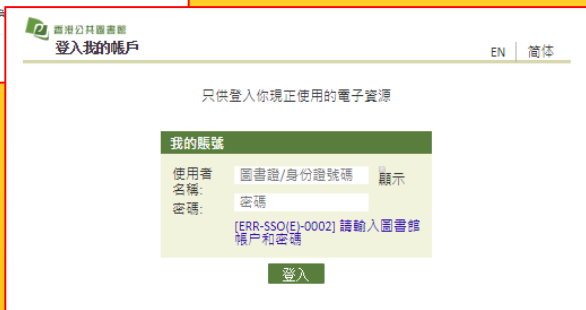 香港公共圖書館
登入我的帳戶
EN 简体
只供登入你現正使用的電子資源
我的賬號
使用者 圖書證/身份證號碼 顯示
名稱:
密碼: 密碼
[ERR-SSO(E)-0002] 請輸入圖書館
帳戶和密碼
登入